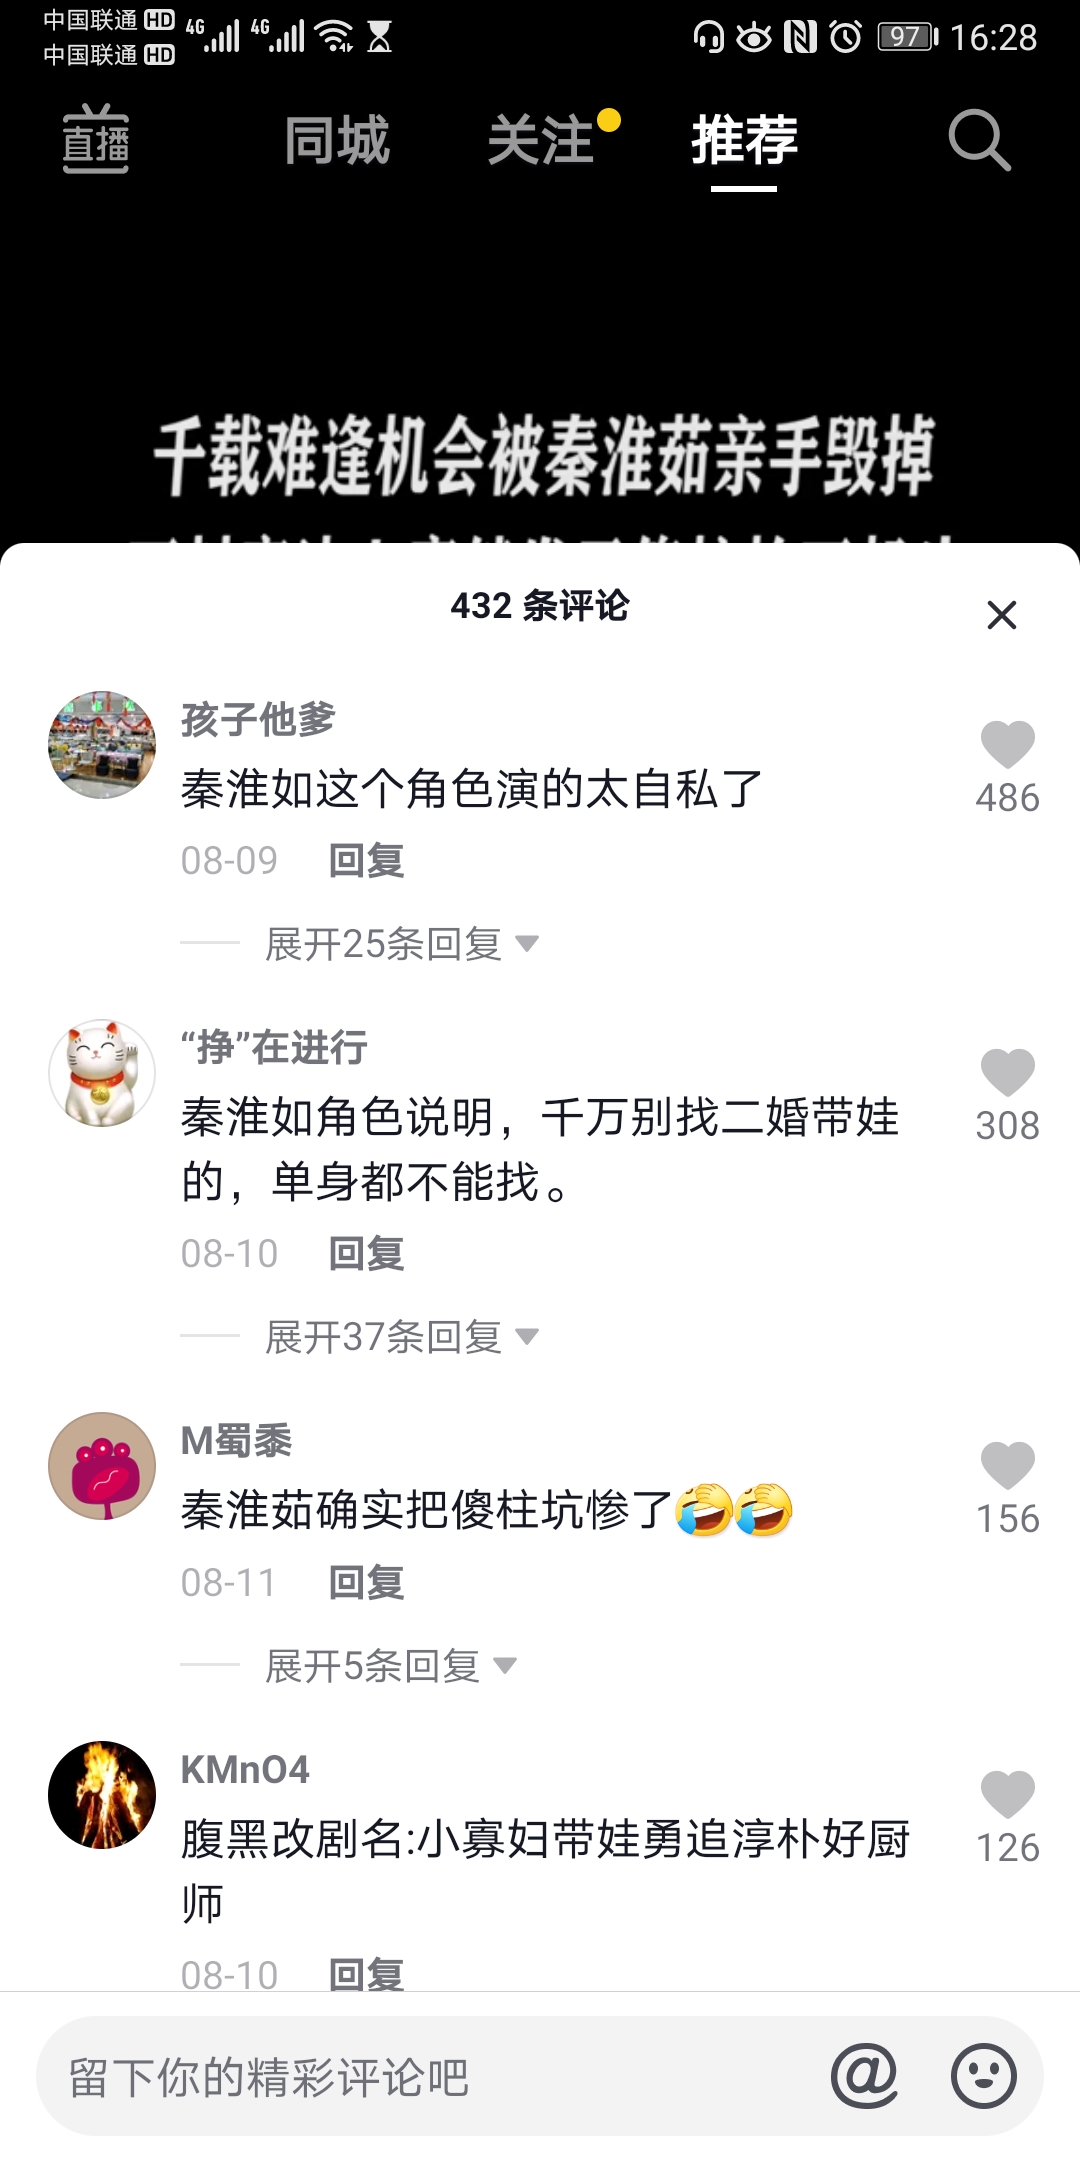 中国联通 HD 4G 4G 97 16:28
中国联通 HD
直播 同城 关注 推荐
千载难逢机会被秦淮茹亲手毁掉
432 条评论
孩子他爹
秦淮如这个角色演的太自私了
486
08-09 回复
展开25条回复
“挣”在进行
秦淮如角色说明，千万别找二婚带娃
的，单身都不能找。
308
08-10 回复
展开37条回复
M蜀黍
秦淮茹确实把傻柱坑惨了🤣🤣
156
08-11 回复
展开5条回复
KMnO4
腹黑改剧名:小寡妇带娃勇追淳朴好厨
师
126
08-10 回复
留下你的精彩评论吧 @